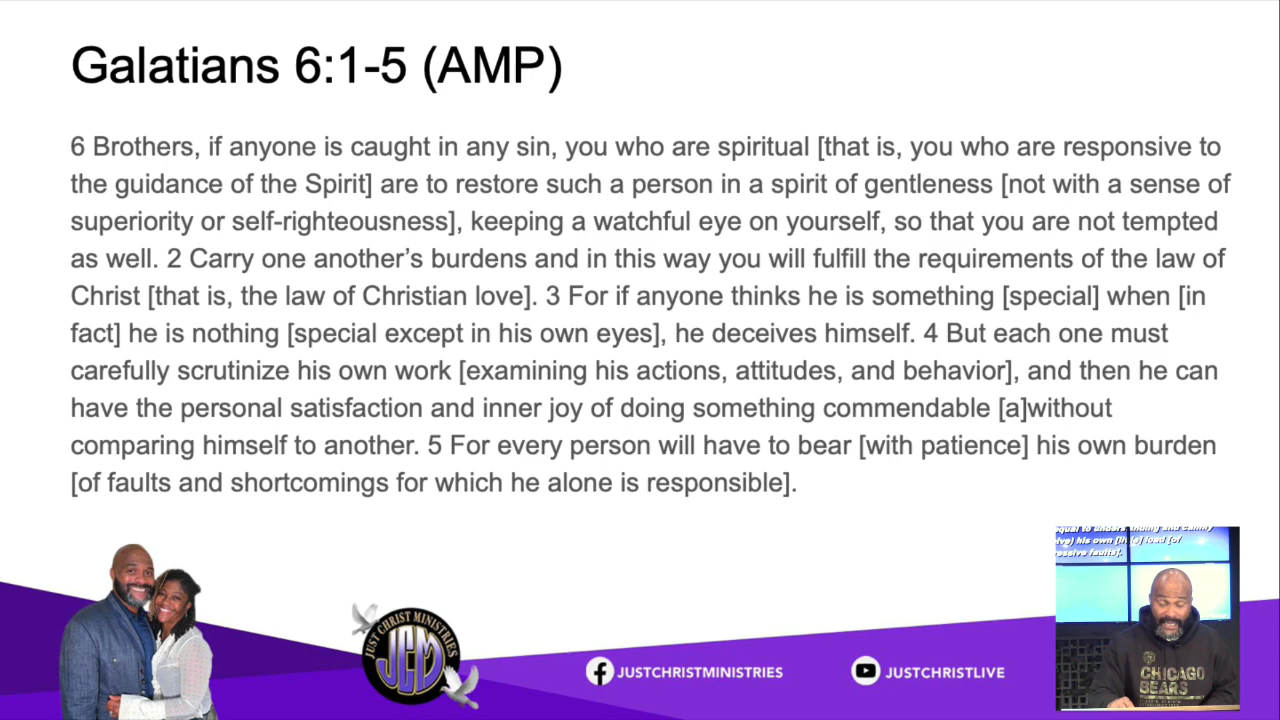 Galatians 6:1-5 (AMP)
6 Brothers, if anyone is caught in any sin, you who are spiritual [that is, you who are responsive to
the guidance of the Spirit] are to restore such a person in a spirit of gentleness [not with a sense of
superiority or self-righteousness], keeping a watchful eye on yourself, so that you are not tempted
as well. 2 Carry one another’s burdens and in this way you will fulfill the requirements of the law of
Christ [that is, the law of Christian love]. 3 For if anyone thinks he is something [special] when [in
fact] he is nothing [special except in his own eyes], he deceives himself. 4 But each one must
carefully scrutinize his own work [examining his actions, attitudes, and behavior], and then he can
have the personal satisfaction and inner joy of doing something commendable [a]without
comparing himself to another. 5 For every person will have to bear [with patience] his own burden
[of faults and shortcomings for which he alone is responsible].
JUST CHRIST MINISTRIES
JCM
JUSTCHRISTMINISTRIES
JUSTCHRISTLIVE
his own load [of
faults].
CHICAGO
BEARS